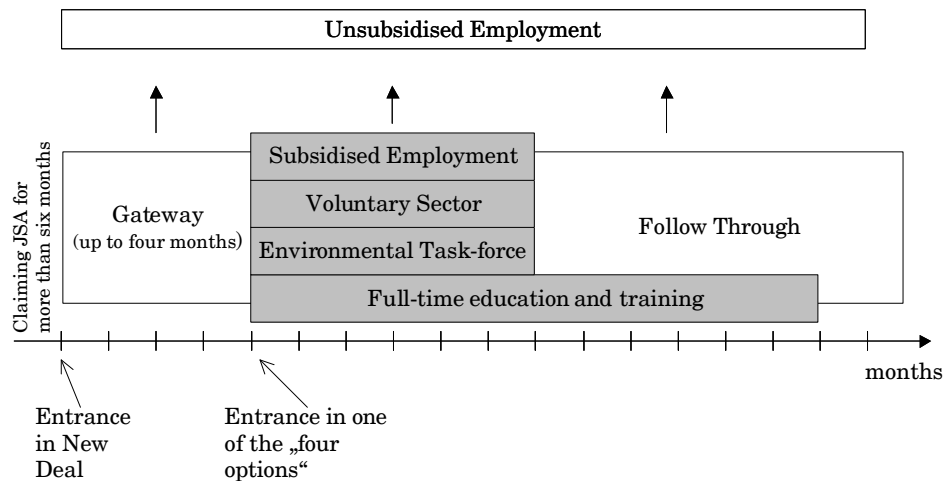 Unsubsidised Employment
Claiming JSA for
more than six months
Gateway
(up to four months)
Subsidised Employment
Voluntary Sector
Environmental Task-force
Full-time education and training
Follow Through
months
Entrance
in New
Deal
Entrance in one
of the „four
options“